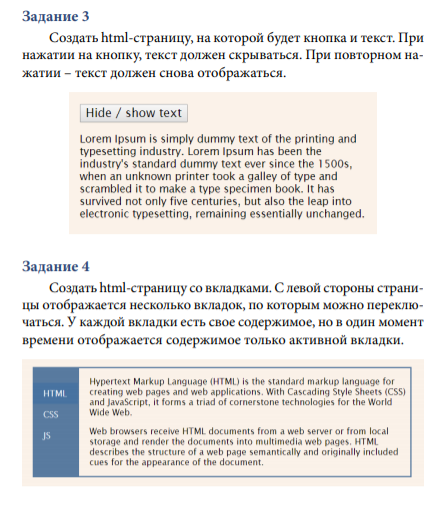 Задание 3
Создать html-страницу, на которой будет кнопка и текст. При
нажатии на кнопку, текст должен скрываться. При повторном на-
жатии – текст должен снова отображаться.
Hide / show text
Lorem Ipsum is simply dummy text of the printing and
typesetting industry. Lorem Ipsum has been the
industry's standard dummy text ever since the 1500s,
when an unknown printer took a galley of type and
scrambled it to make a type specimen book. It has
survived not only five centuries, but also the leap into
electronic typesetting, remaining essentially unchanged.
Задание 4
Создать html-страницу со вкладками. С левой стороны страни-
цы отображается несколько вкладок, по которым можно переклю-
чаться. У каждой вкладки есть свое содержимое, но в один момент
времени отображается содержимое только активной вкладки.
HTML
CSS
JS
Hypertext Markup Language (HTML) is the standard markup language for
creating web pages and web applications. With Cascading Style Sheets (CSS)
and JavaScript, it forms a triad of cornerstone technologies for the World
Wide Web.
Web browsers receive HTML documents from a web server or from local
storage and render the documents into multimedia web pages. HTML
describes the structure of a web page semantically and originally included
cues for the appearance of the document.